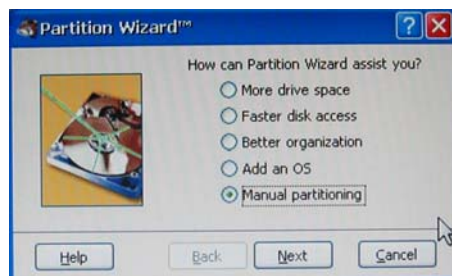 Partition Wizard™
How can Partition Wizard assist you?
More drive space
Faster disk access
Better organization
Add an OS
Manual partitioning
Help Back Next Cancel